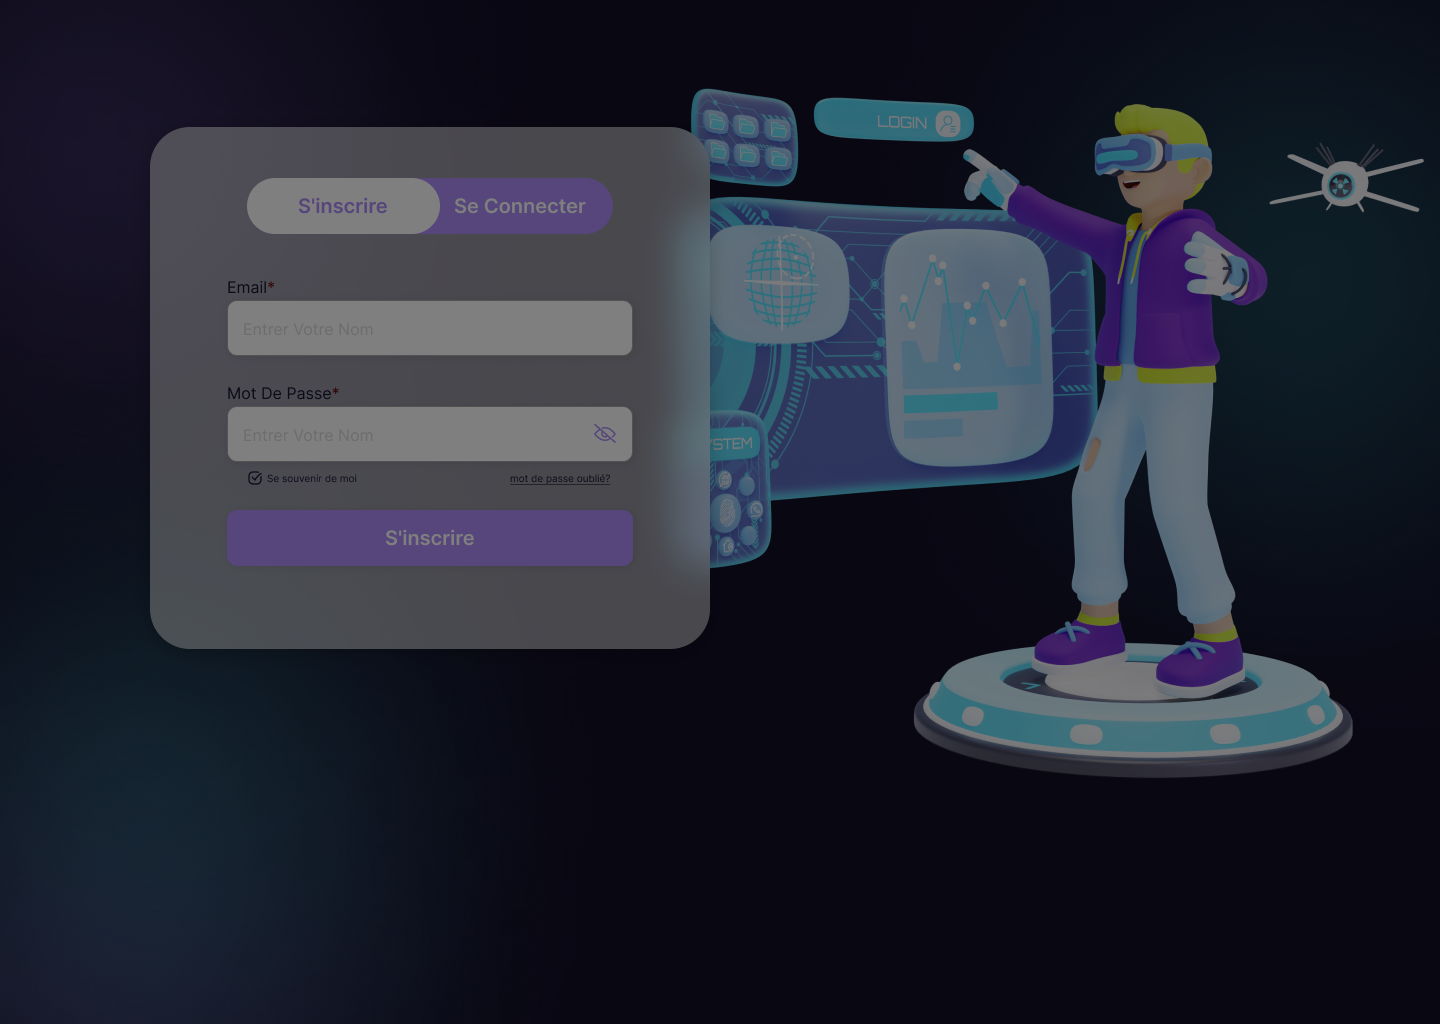 LOGIN
S'inscrire
Se Connecter
Email*
Entrer Votre Nom
Mot De Passe*
Entrer Votre Nom
YSTEM
Se souvenir de moi
mot de passe oublié?
S'inscrire